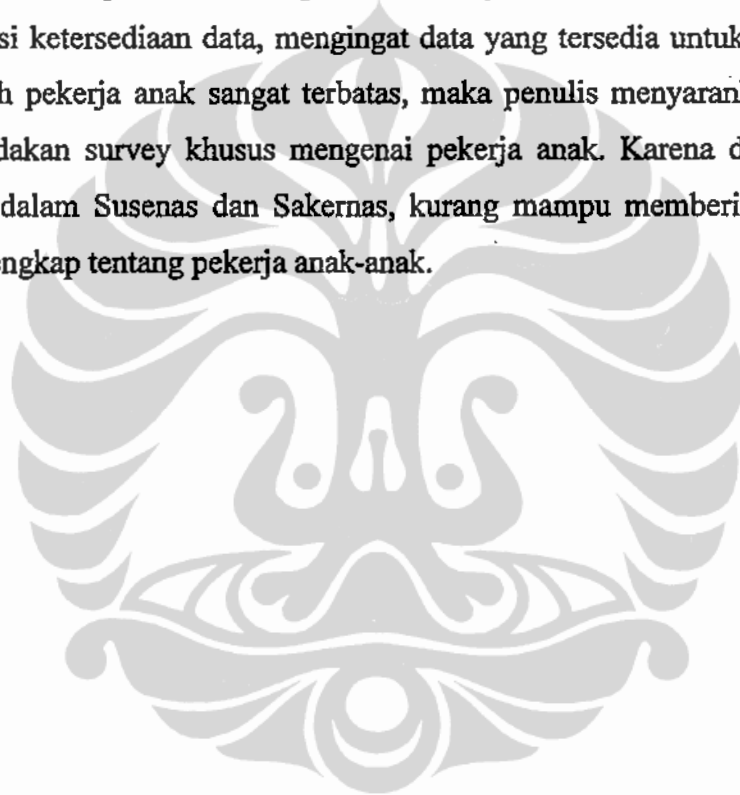 si ketersediaan data, mengingat data yang tersedia untuk
h pekerja anak sangat terbatas, maka penulis menyaran
dakan survey khusus mengenai pekerja anak. Karena d
dalam Susenas dan Sakernas, kurang mampu memberi
engkap tentang pekerja anak-anak.